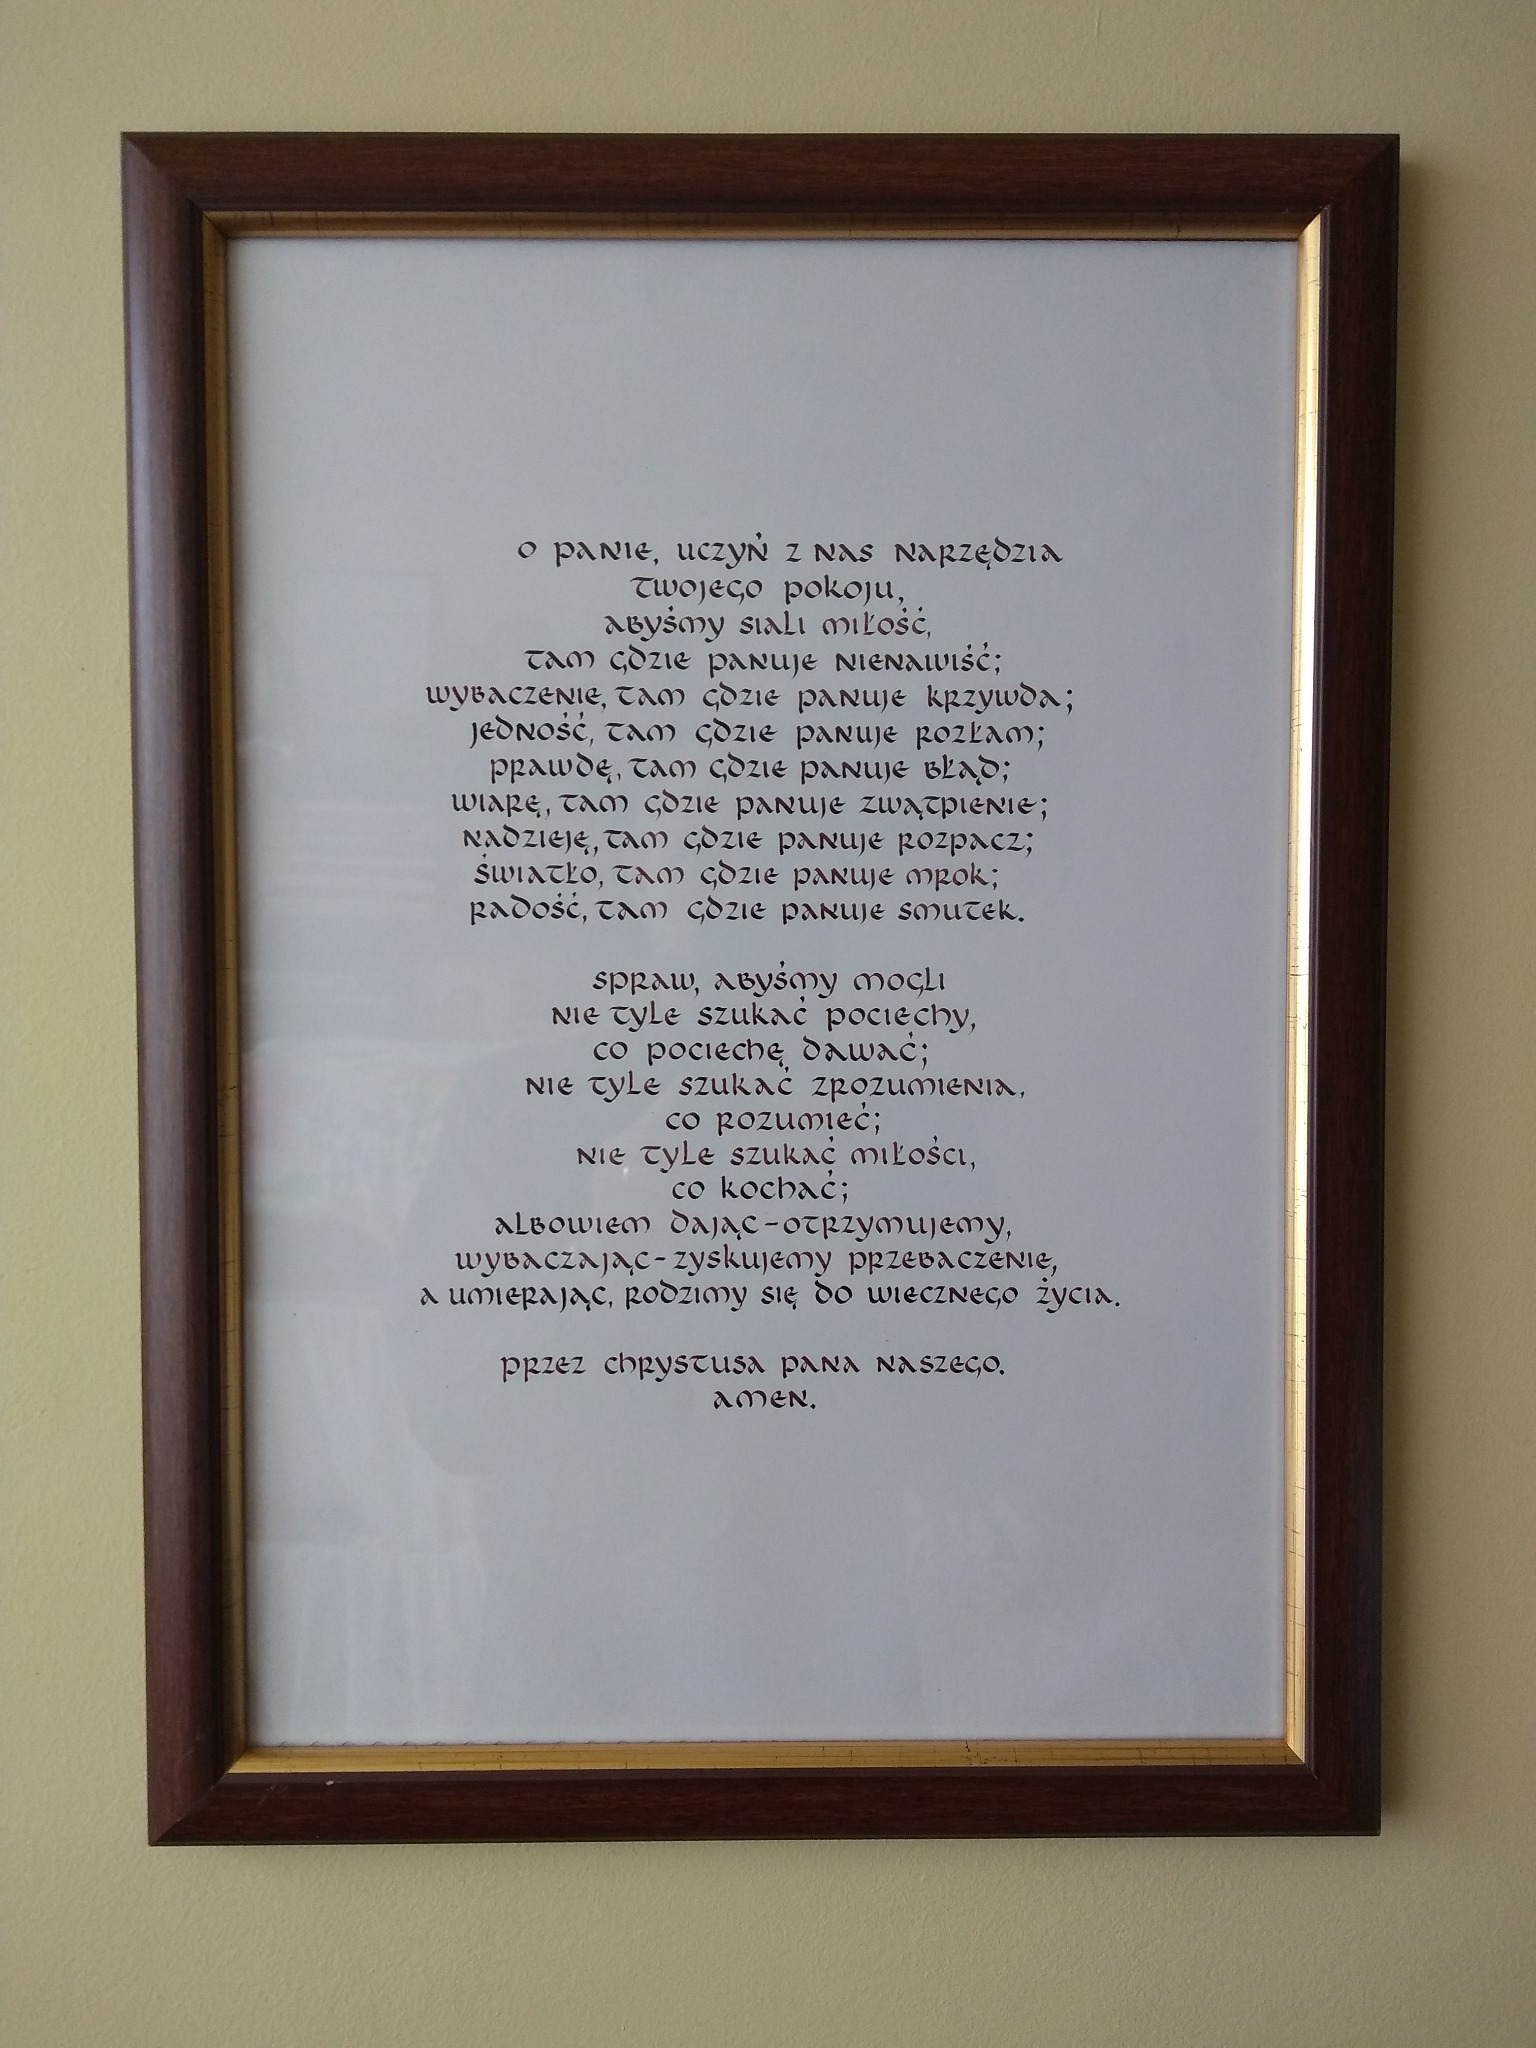 O Panie, uczyń z nas narzędzia
Twojego pokoju,
abyśmy siali miłość,
tam gdzie panuje nienawiść;
wybaczenie, tam gdzie panuje krzywda;
jedność, tam gdzie panuje rozłam;
prawdę, tam gdzie panuje błąd;
wiarę, tam gdzie panuje zwątpienie;
nadzieję, tam gdzie panuje rozpacz;
światło, tam gdzie panuje mrok;
radość, tam gdzie panuje smutek.
Spraw, abyśmy mogli
nie tyle szukać pociechy,
co pociechę dawać;
nie tyle szukać zrozumienia,
co rozumieć;
nie tyle szukać miłości,
co kochać;
albowiem dając - otrzymujemy,
wybaczając - zyskujemy przebaczenie,
a umierając, rodzimy się do wiecznego życia.
Przez Chrystusa Pana naszego.
Amen.